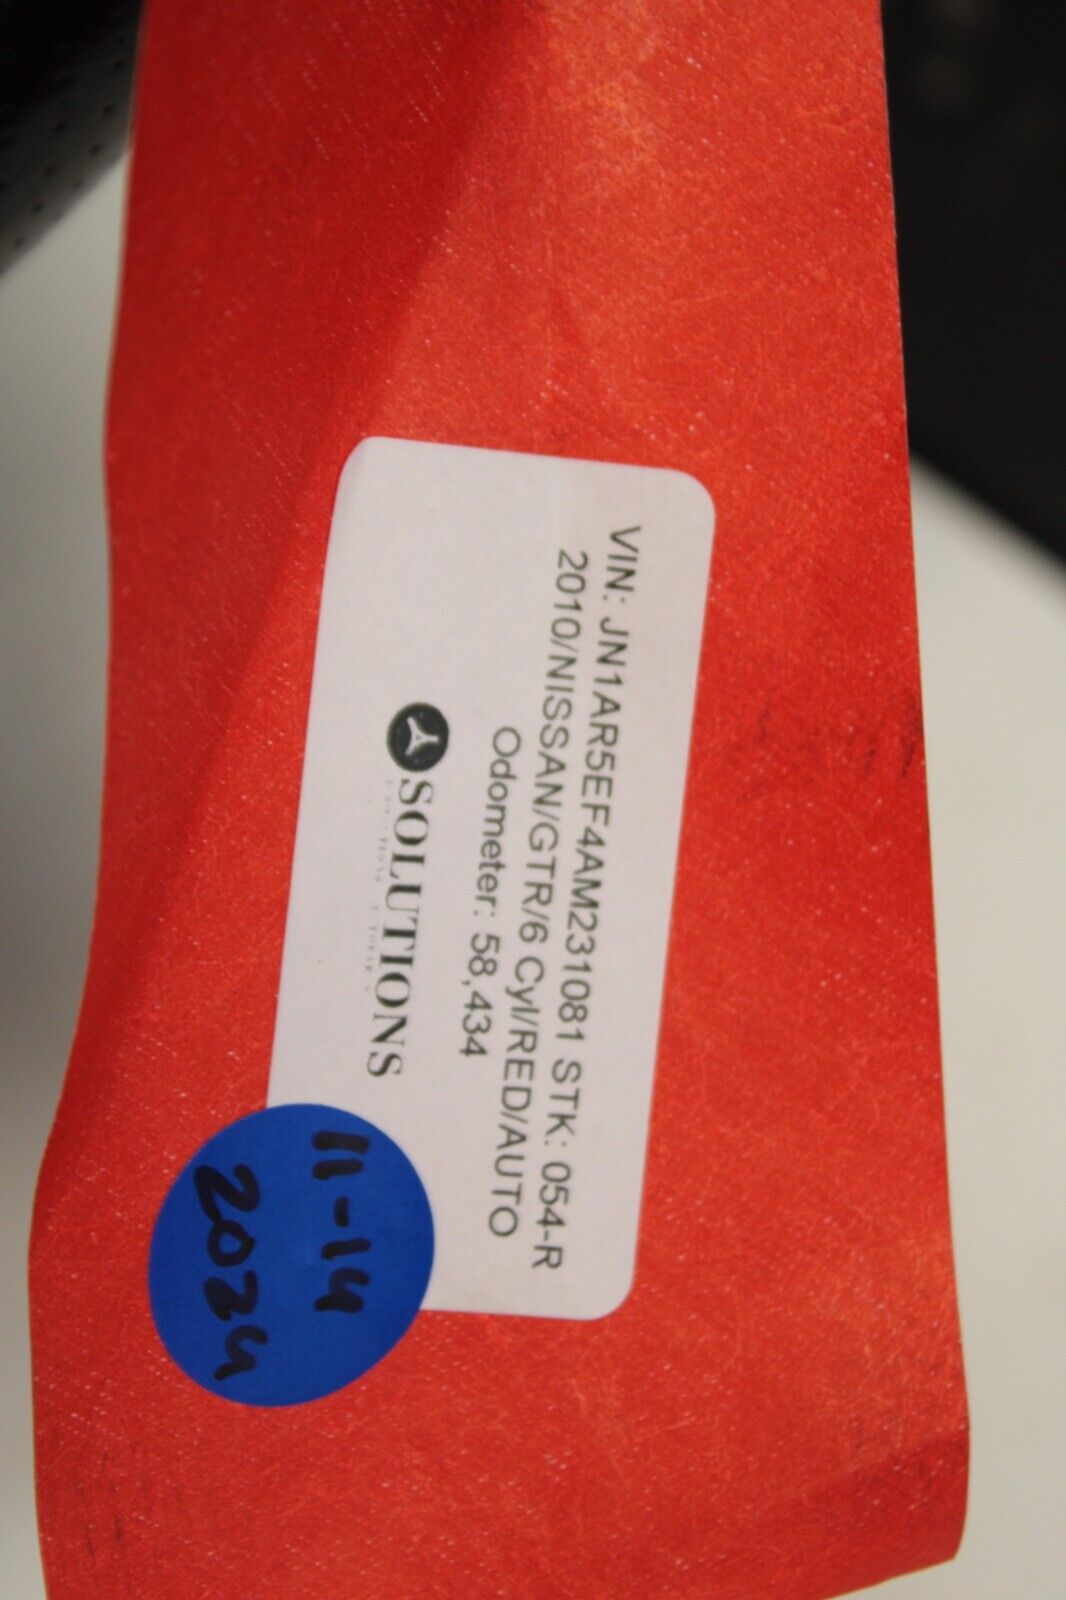 VIN: JN1AR5EF4AM231081 STK: 054-R
2010/NISSAN/GTR/6 Cyl/RED/AUTO
Odometer: 58,434
SOLUTIONS
11-14
2024